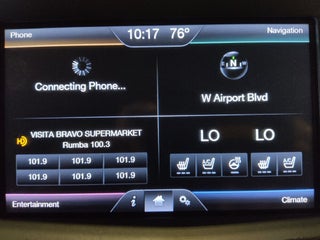 Phone 10:17 76° Navigation
Connecting Phone...
N
W Airport Blvd
VISITA BRAVO SUPERMARKET
Rumba 100.3
LO LO
101.9 101.9 101.9
101.9 101.9 101.9
A/C A/C
Entertainment i Climate